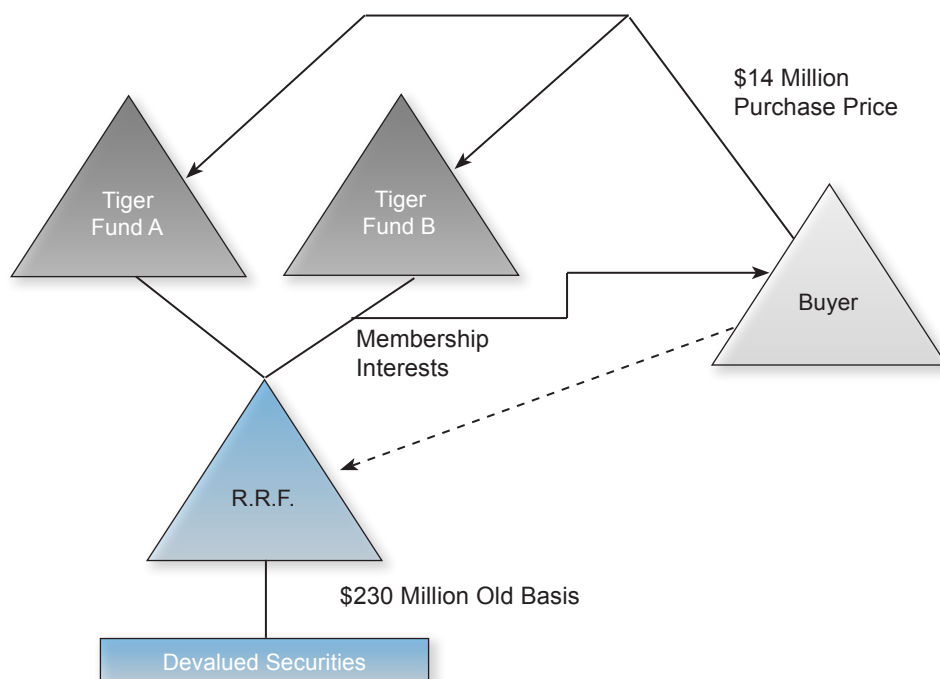 $14 Million
Purchase Price
Tiger
Fund A
Tiger
Fund B
Buyer
Membership
Interests
R.R.F.
$230 Million Old Basis
Devalued Securities